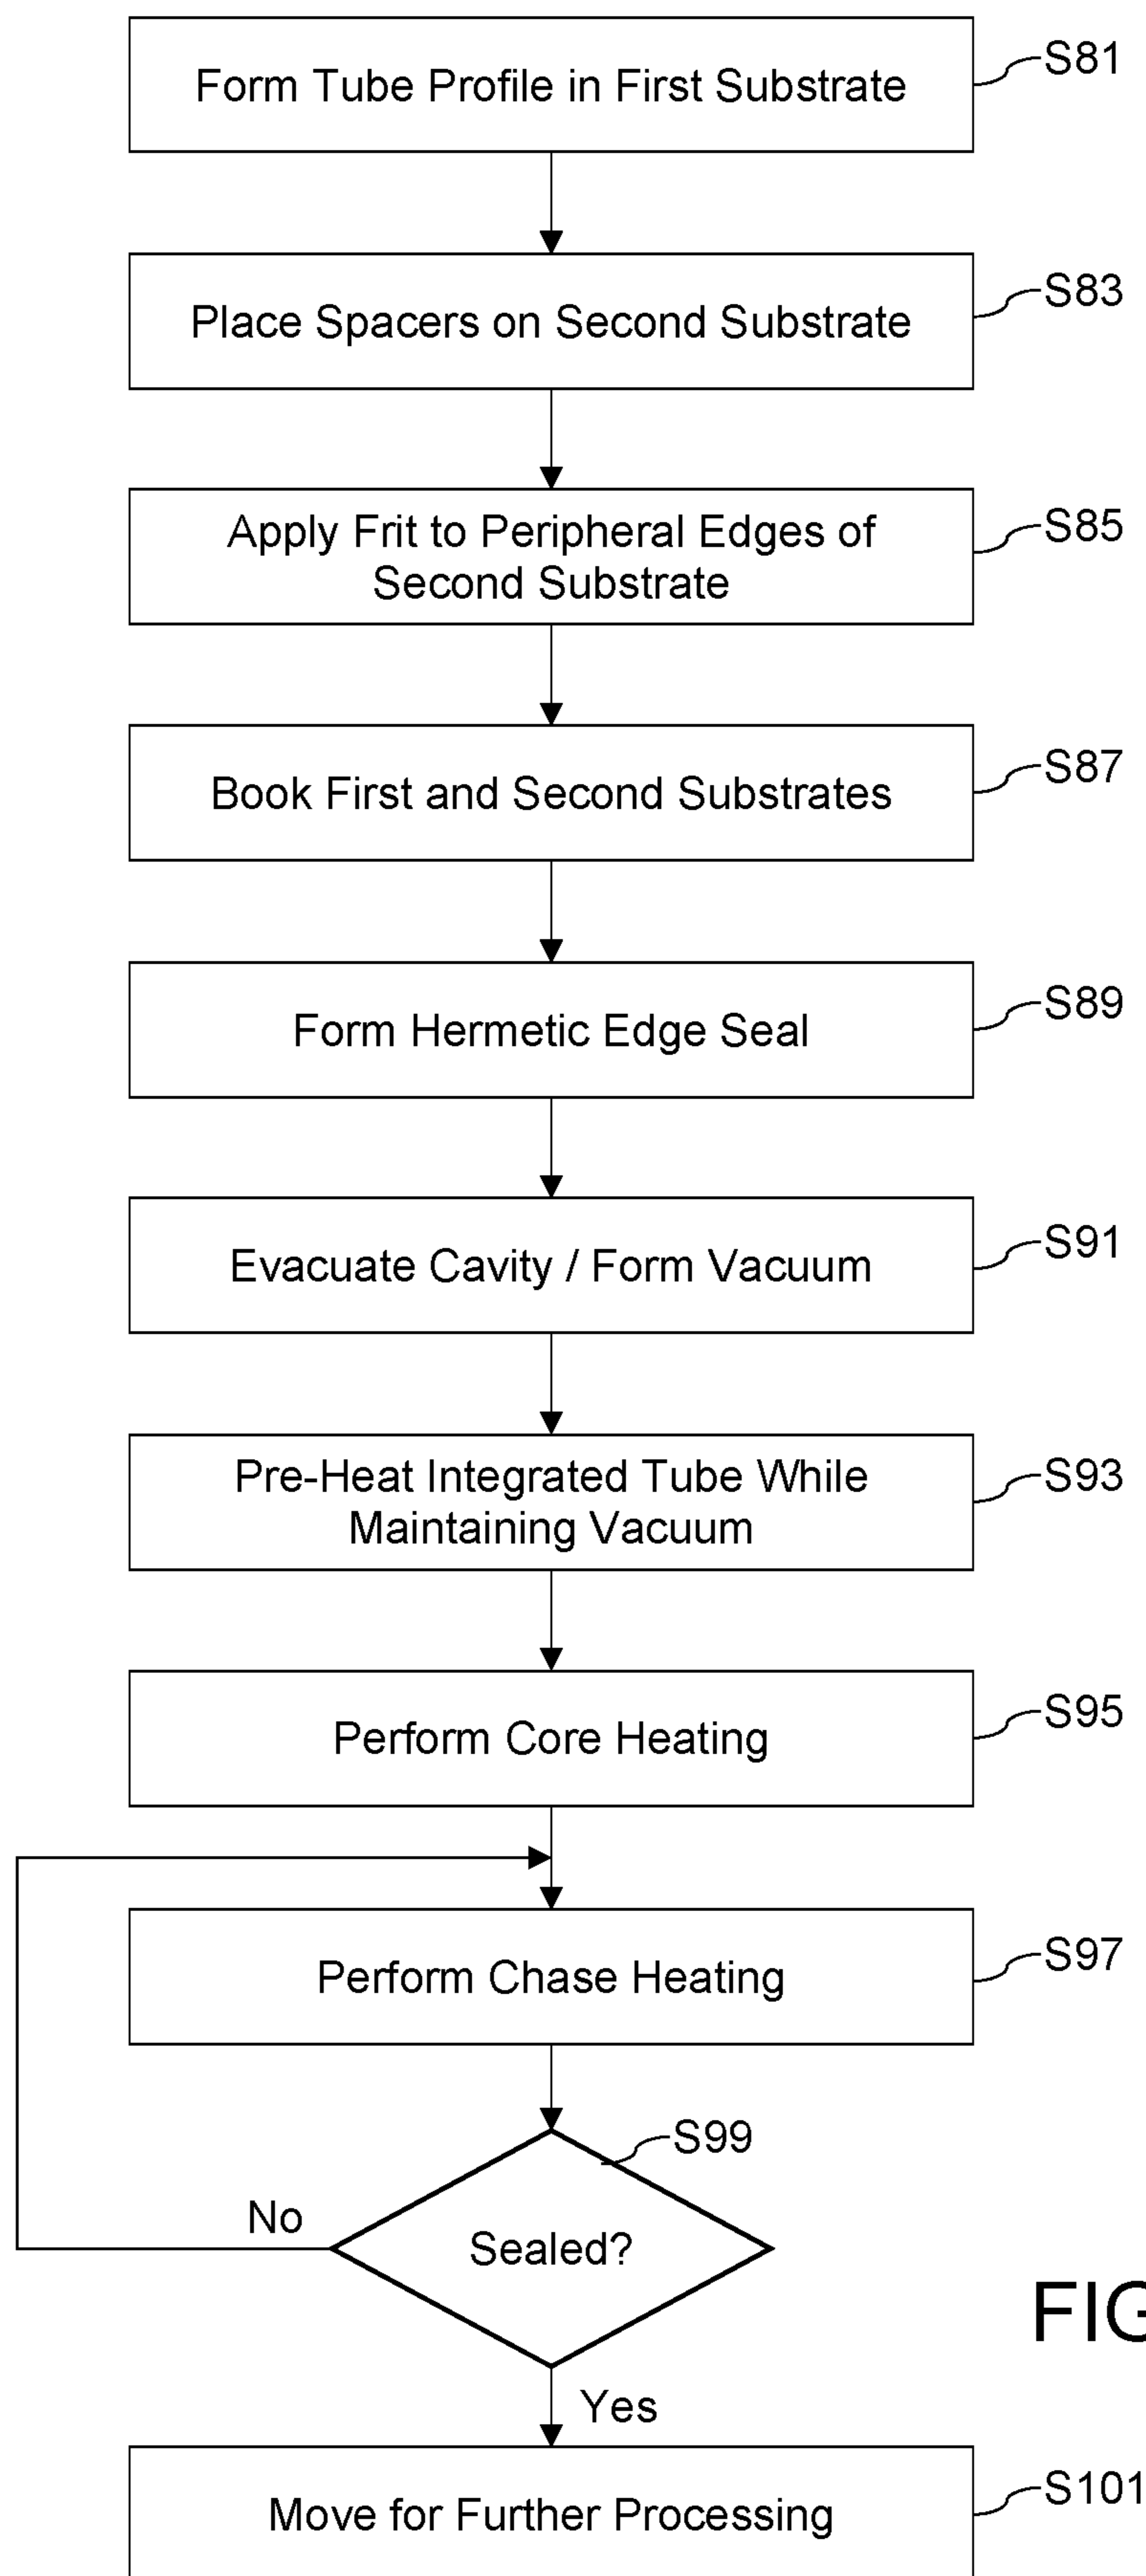 Form Tube Profile in First Substrate
S81
Place Spacers on Second Substrate
S83
Apply Frit to Peripheral Edges of
Second Substrate
S85
Book First and Second Substrates
S87
Form Hermetic Edge Seal
S89
Evacuate Cavity / Form Vacuum
S91
Pre-Heat Integrated Tube While
Maintaining Vacuum
S93
Perform Core Heating
S95
Perform Chase Heating
S97
S99
No
Sealed?
FIG
Yes
Move for Further Processing
S101